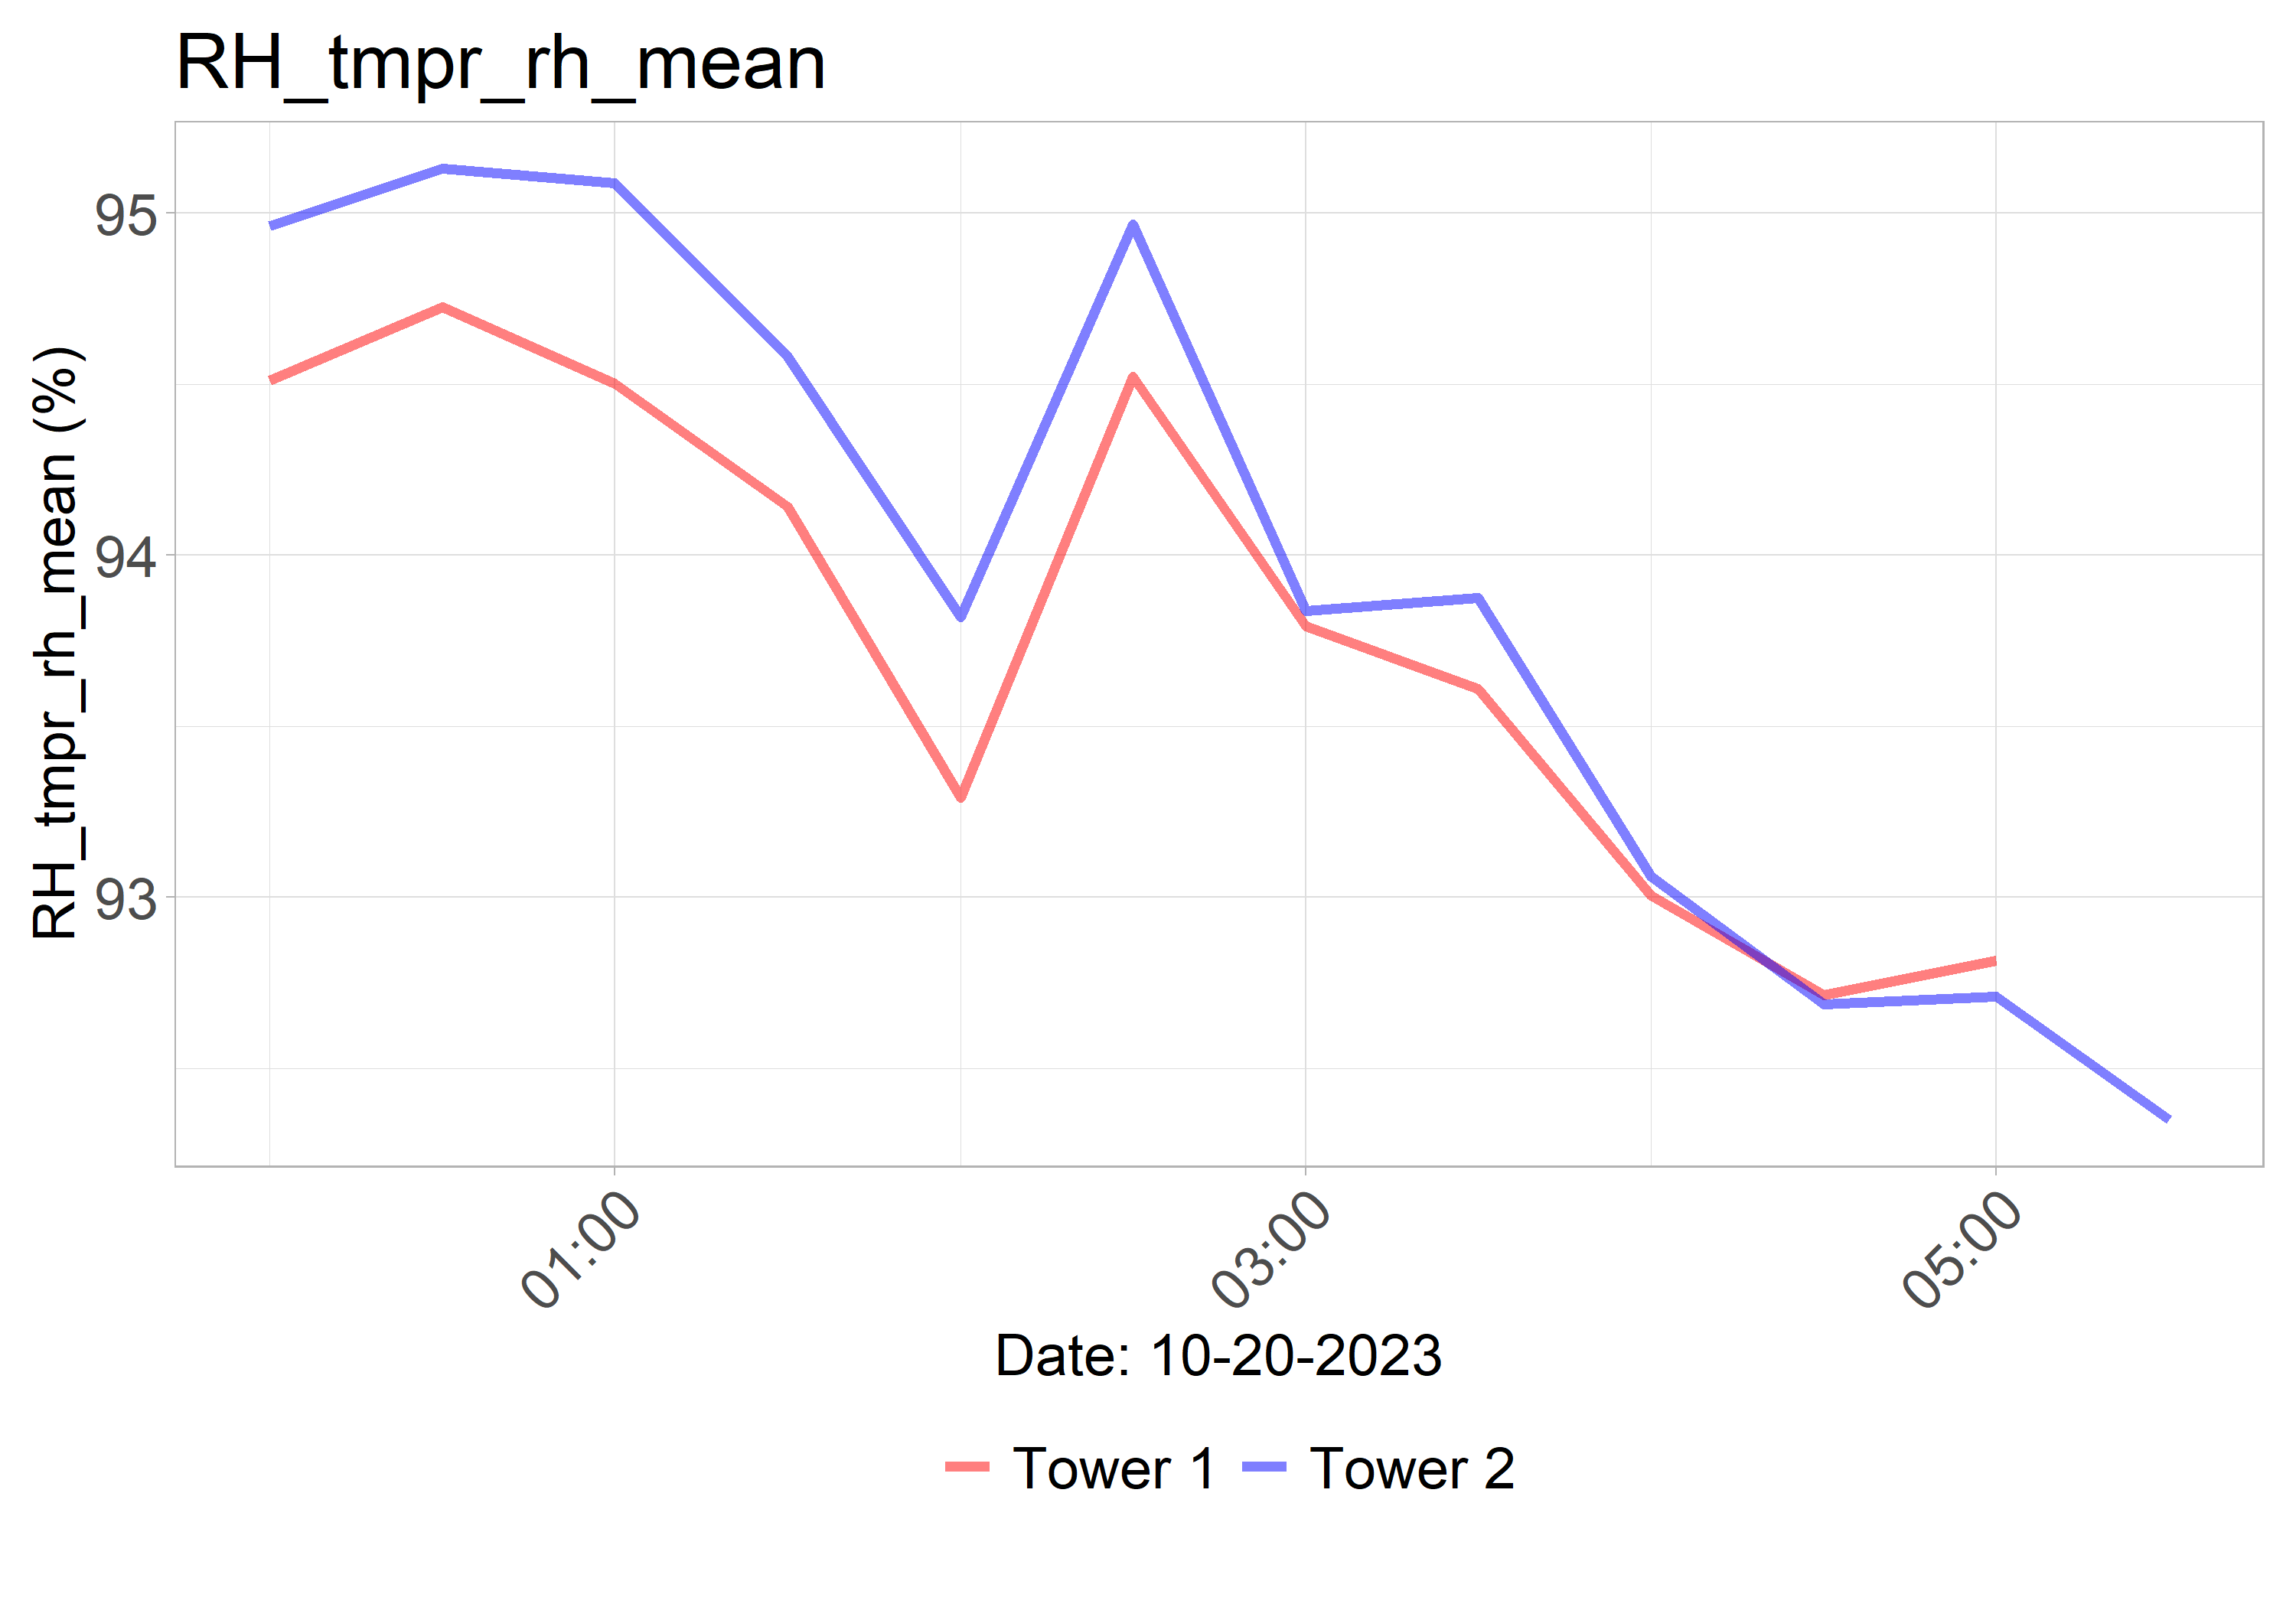 RH_tmpr_rh_mean
RH_tmpr_rh_mean (%)
95
94
93
01:00
03:00
05:00
Date: 10-20-2023
Tower 1
Tower 2